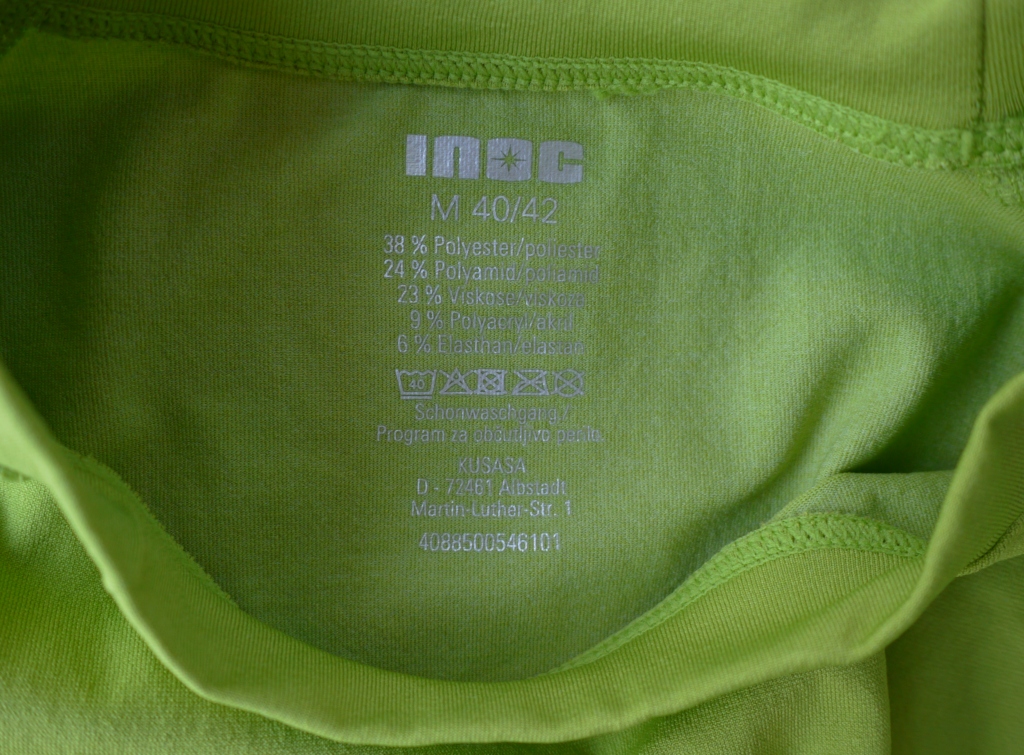 INOC
M 40/42
38 % Polyester/poliester
24 % Polyamid/poliamid
23 % Viskose/viskoza
9 % Polyacryl/akril
6 % Elasthan/elastan
40
Schonwaschgang /
Program za občutljivo perilo.
KUSASA
D - 72461 Albstadt
Martin-Luther-Str. 1
4088500546101